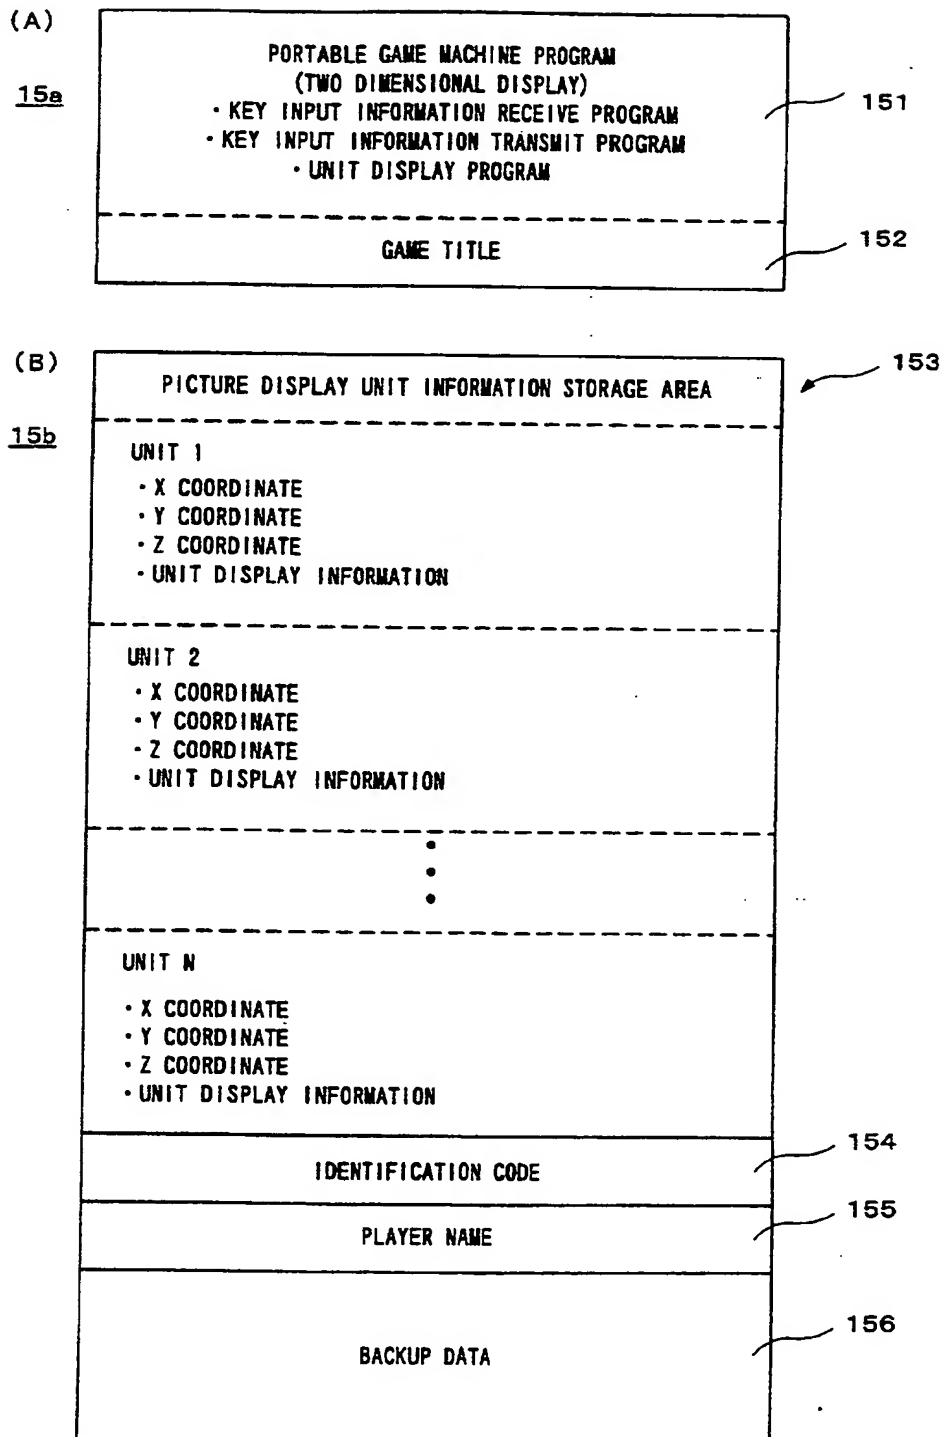 (A)
15a
PORTABLE GAME MACHINE PROGRAM
(TWO DIMENSIONAL DISPLAY)
・KEY INPUT INFORMATION RECEIVE PROGRAM
・KEY INPUT INFORMATION TRANSMIT PROGRAM
・UNIT DISPLAY PROGRAM
151
GAME TITLE
152
(B)
15b
PICTURE DISPLAY UNIT INFORMATION STORAGE AREA
153
UNIT 1
・X COORDINATE
・Y COORDINATE
・Z COORDINATE
・UNIT DISPLAY INFORMATION
UNIT 2
・X COORDINATE
・Y COORDINATE
・Z COORDINATE
・UNIT DISPLAY INFORMATION
UNIT N
・X COORDINATE
・Y COORDINATE
・Z COORDINATE
・UNIT DISPLAY INFORMATION
IDENTIFICATION CODE
154
PLAYER NAME
155
BACKUP DATA
156